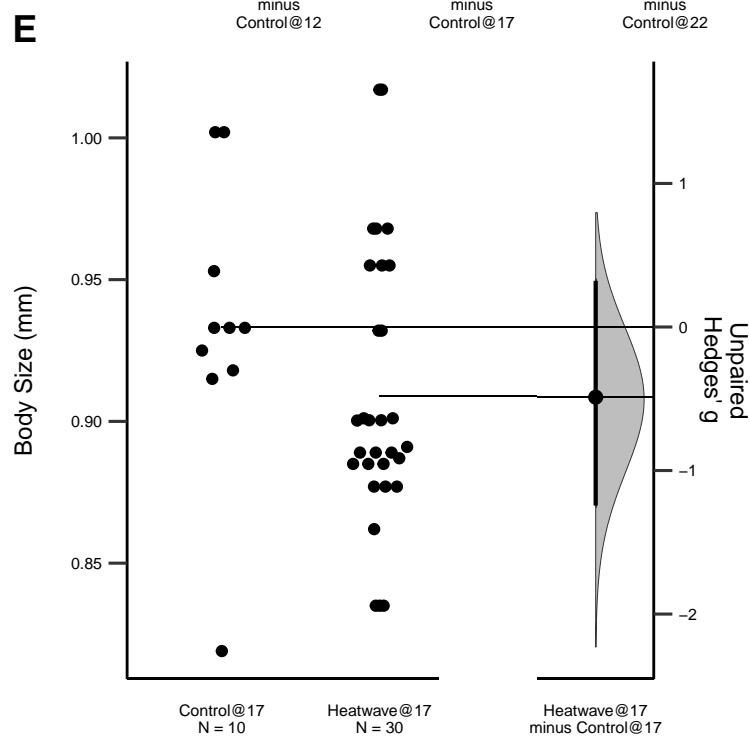 minus minus minus
Control@12 Control@17 Control@22
E
1.00
0.95
0.90
0.85
Body Size (mm)
1
0
−1
−2
Unpaired
Hedges' g
Control@17 Heatwave@17 Heatwave@17
N = 10 N = 30 minus Control@17